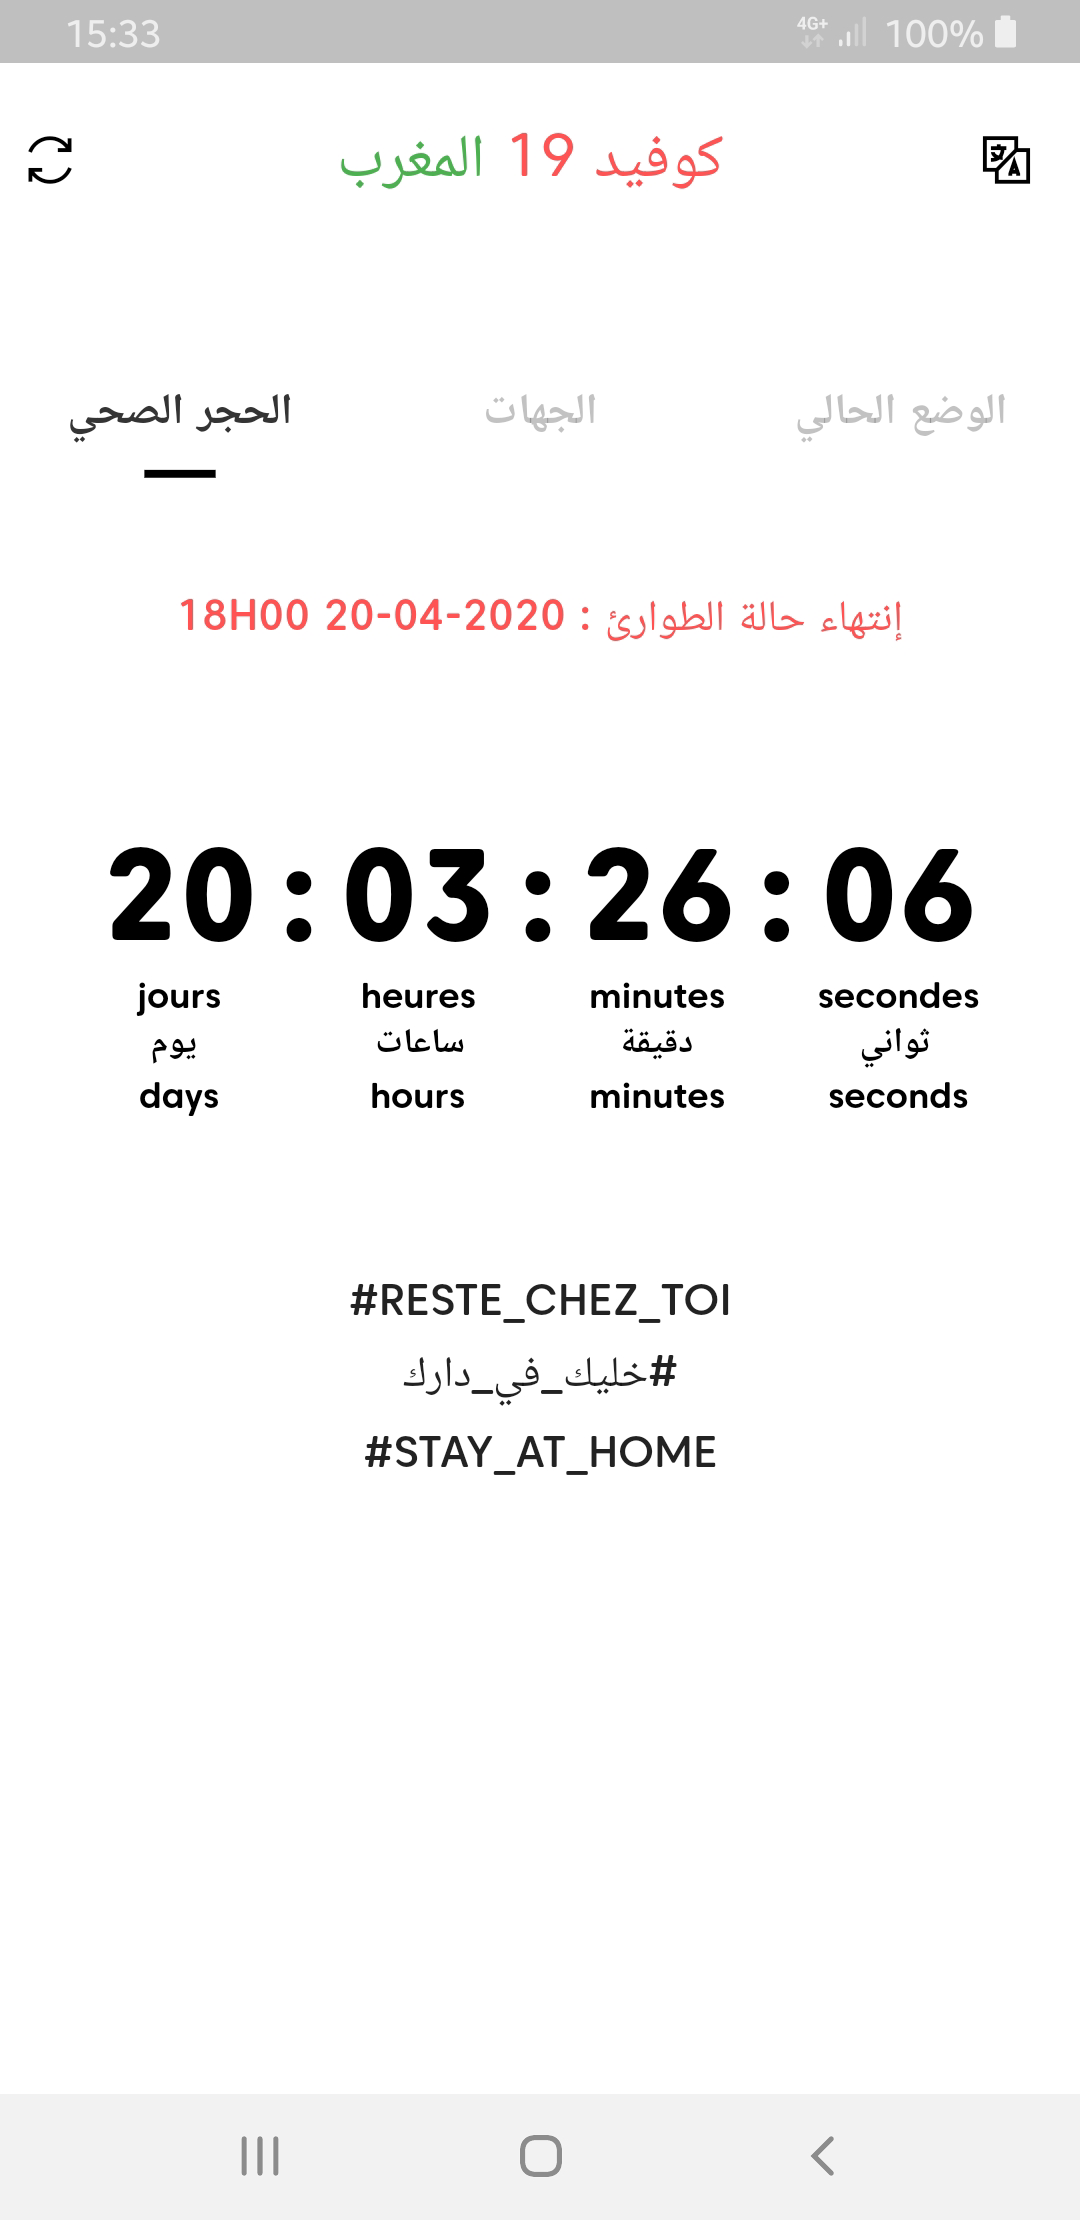 15:33 4G+ 100%
كوفيد 19 المغرب
الوضع الحالي الجهات الحجر الصحي
إنتهاء حالة الطوارئ : 18H00 20-04-2020
20 : 03 : 26 : 06
jours heures minutes secondes
يوم ساعات دقيقة ثواني
days hours minutes seconds
#RESTE_CHEZ_TOI
#خليك_في_دارك
#STAY_AT_HOME